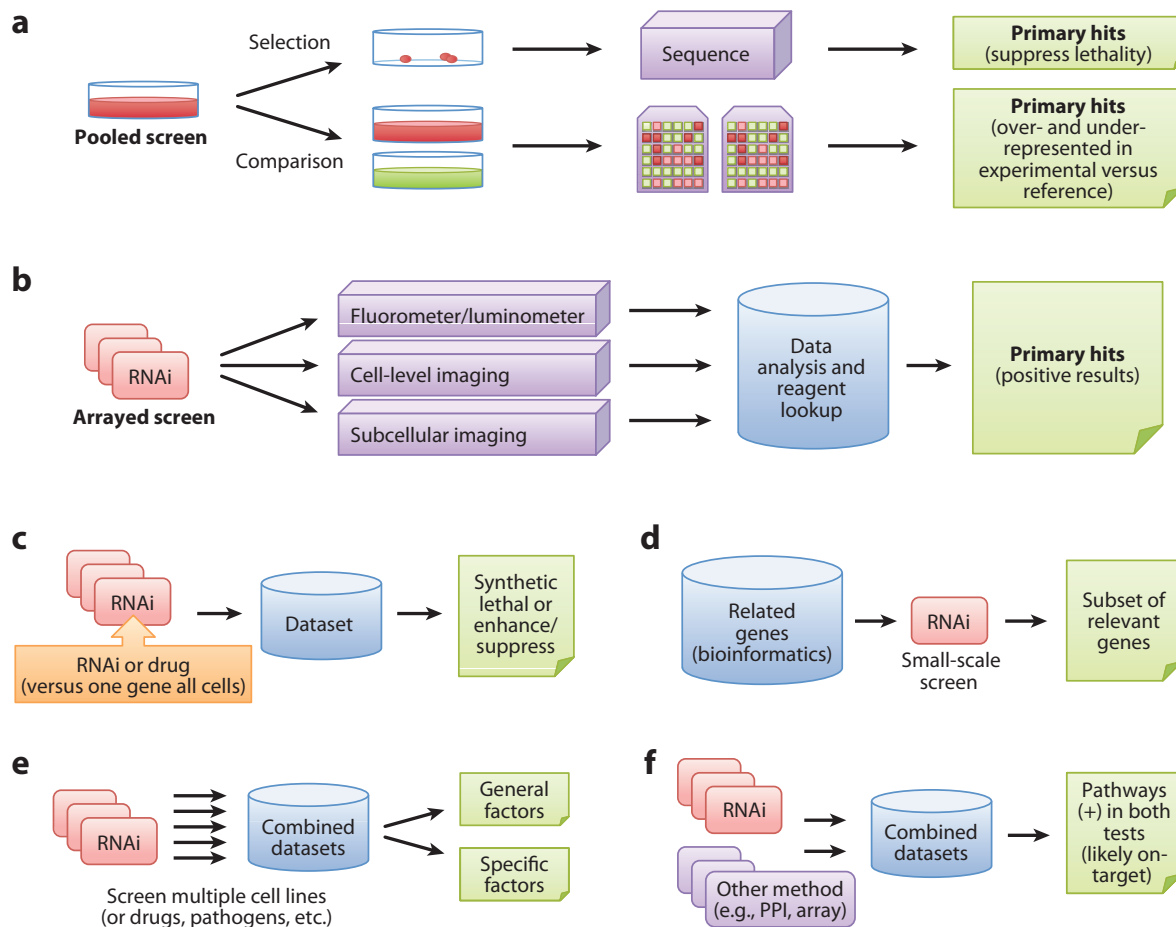 a
Selection
Pooled screen
Comparison
Sequence
Primary hits
(suppress lethality)
Primary hits
(over- and under-
represented in
experimental versus
reference)
b
RNAi
Arrayed screen
Fluorometer/luminometer
Cell-level imaging
Subcellular imaging
Data
analysis and
reagent
lookup
Primary hits
(positive results)
c
RNAi
RNAi or drug
(versus one gene all cells)
Dataset
Synthetic
lethal or
enhance/
suppress
d
Related
genes
(bioinformatics)
RNAi
Small-scale
screen
Subset of
relevant
genes
e
RNAi
Screen multiple cell lines
(or drugs, pathogens, etc.)
Combined
datasets
General
factors
Specific
factors
f
RNAi
Other method
(e.g., PPI, array)
Combined
datasets
Pathways
(+) in both
tests
(likely on-
target)